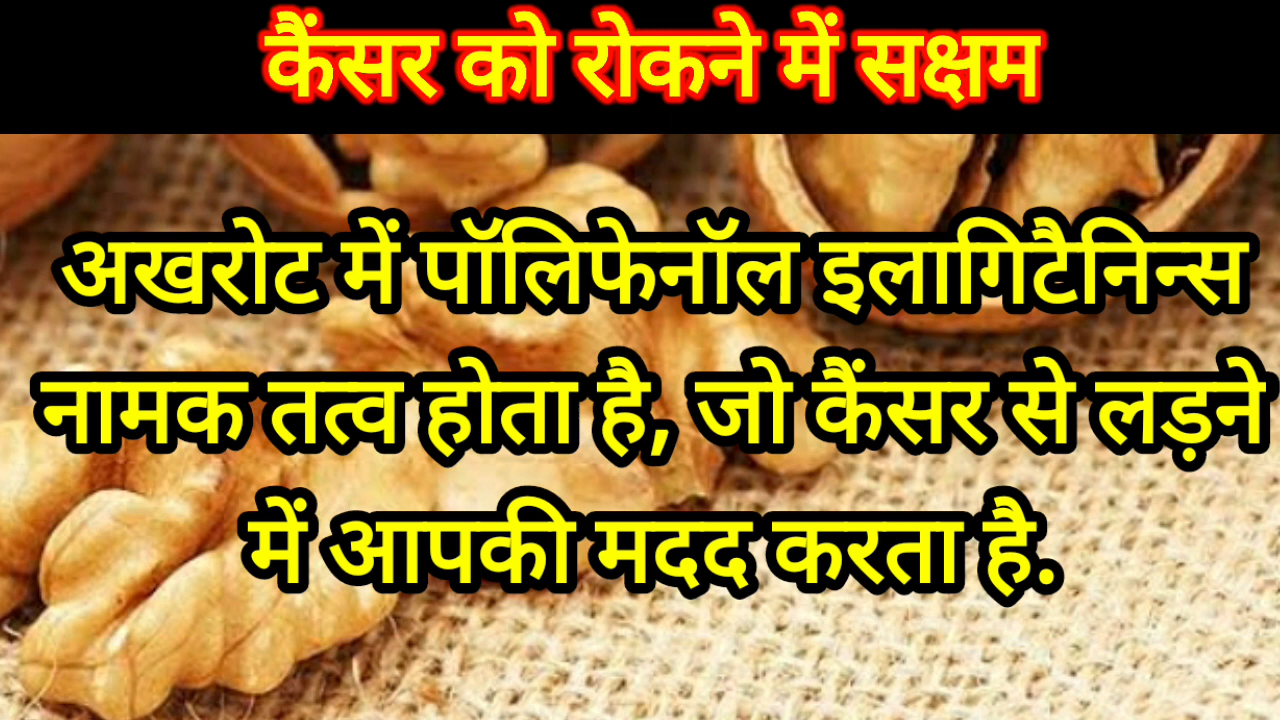 कैंसर को रोकने में सक्षम
अखरोट में पॉलिफेनॉल इलागिटैनिन्स
नामक तत्व होता है, जो कैंसर से लड़ने
में आपकी मदद करता है.